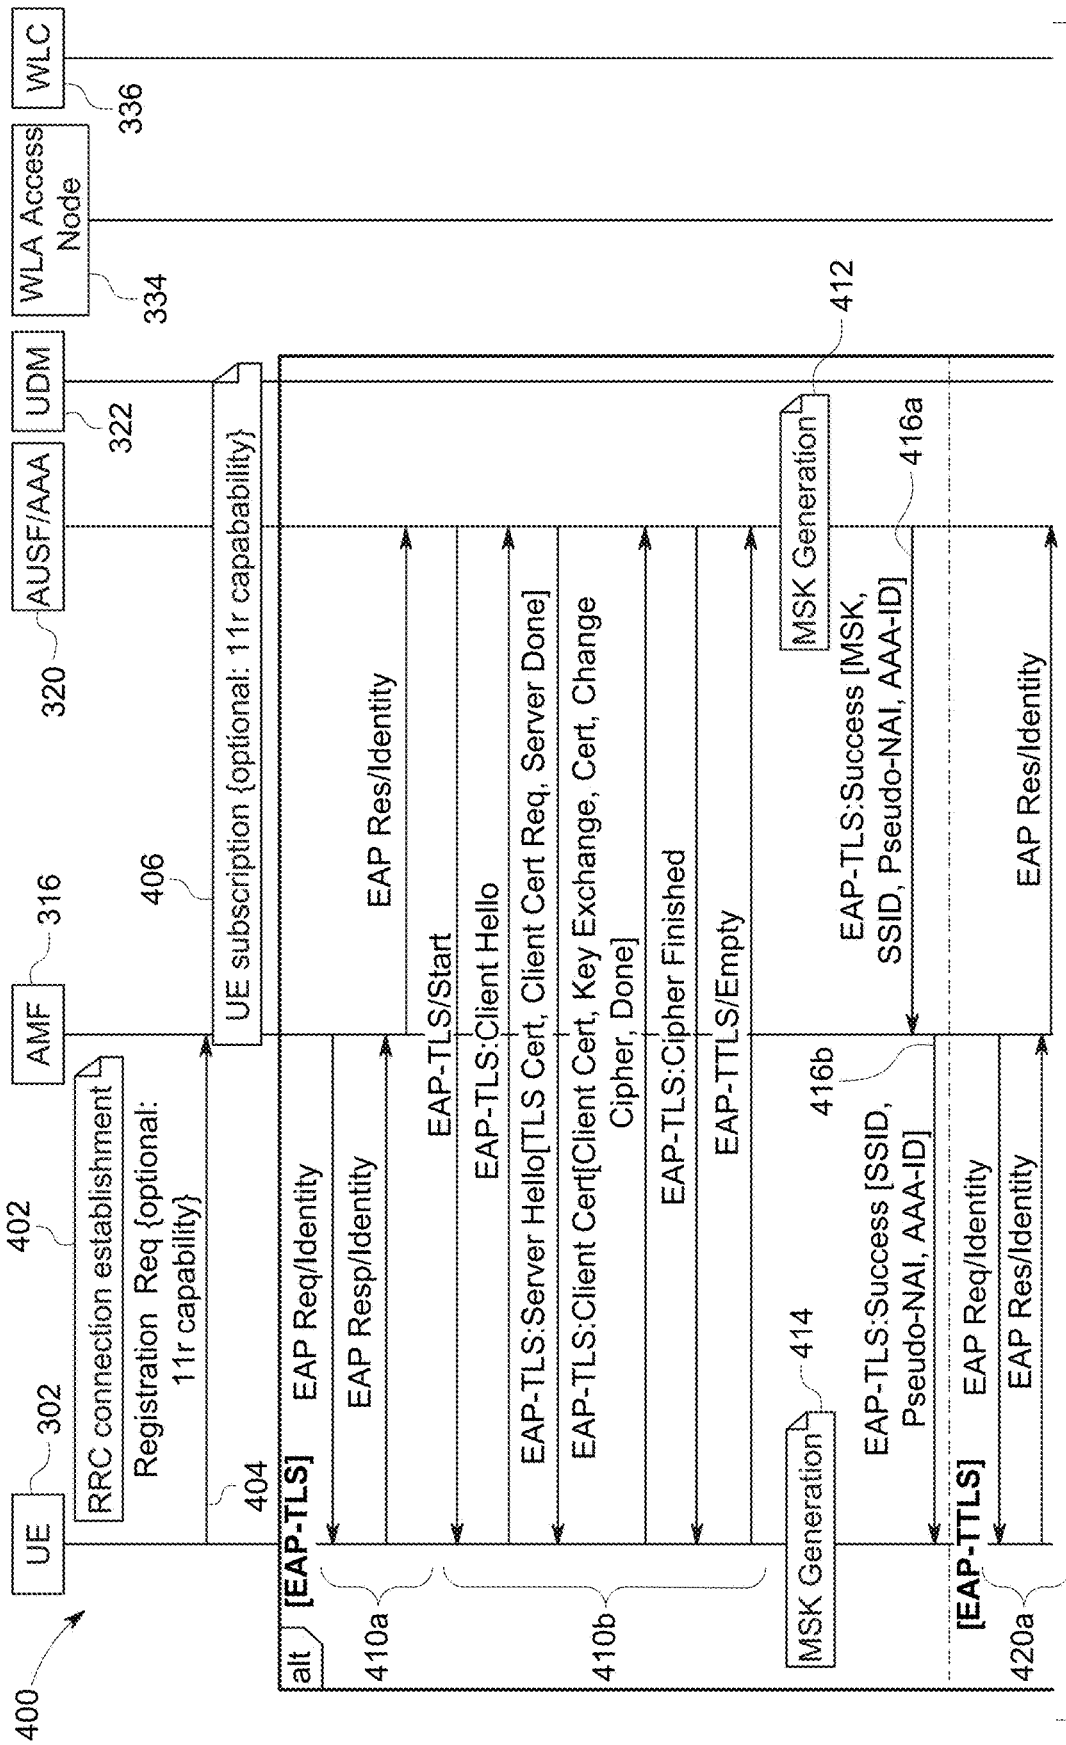 400
UE
302
AMF
316
AUSF/AAA
320
UDM
322
WLA Access
Node
334
WLC
336
402
RRC connection establishment
Registration Req {optional:
11r capability}
404
406
UE subscription {optional: 11r capability}
alt
[EAP-TLS]
410a
EAP Req/Identity
EAP Resp/Identity
EAP Res/Identity
410b
EAP-TLS/Start
EAP-TLS:Client Hello
EAP-TLS:Server Hello[TLS Cert, Client Cert Req, Server Done]
EAP-TLS:Client Cert[Client Cert, Key Exchange, Cert, Change
Cipher, Done]
EAP-TLS:Cipher Finished
EAP-TTLS/Empty
MSK Generation
414
MSK Generation
412
EAP-TLS:Success [MSK,
SSID, Pseudo-NAI, AAA-ID]
416a
EAP-TLS:Success [SSID,
Pseudo-NAI, AAA-ID]
416b
[EAP-TTLS]
420a
EAP Req/Identity
EAP Res/Identity
EAP Res/Identity